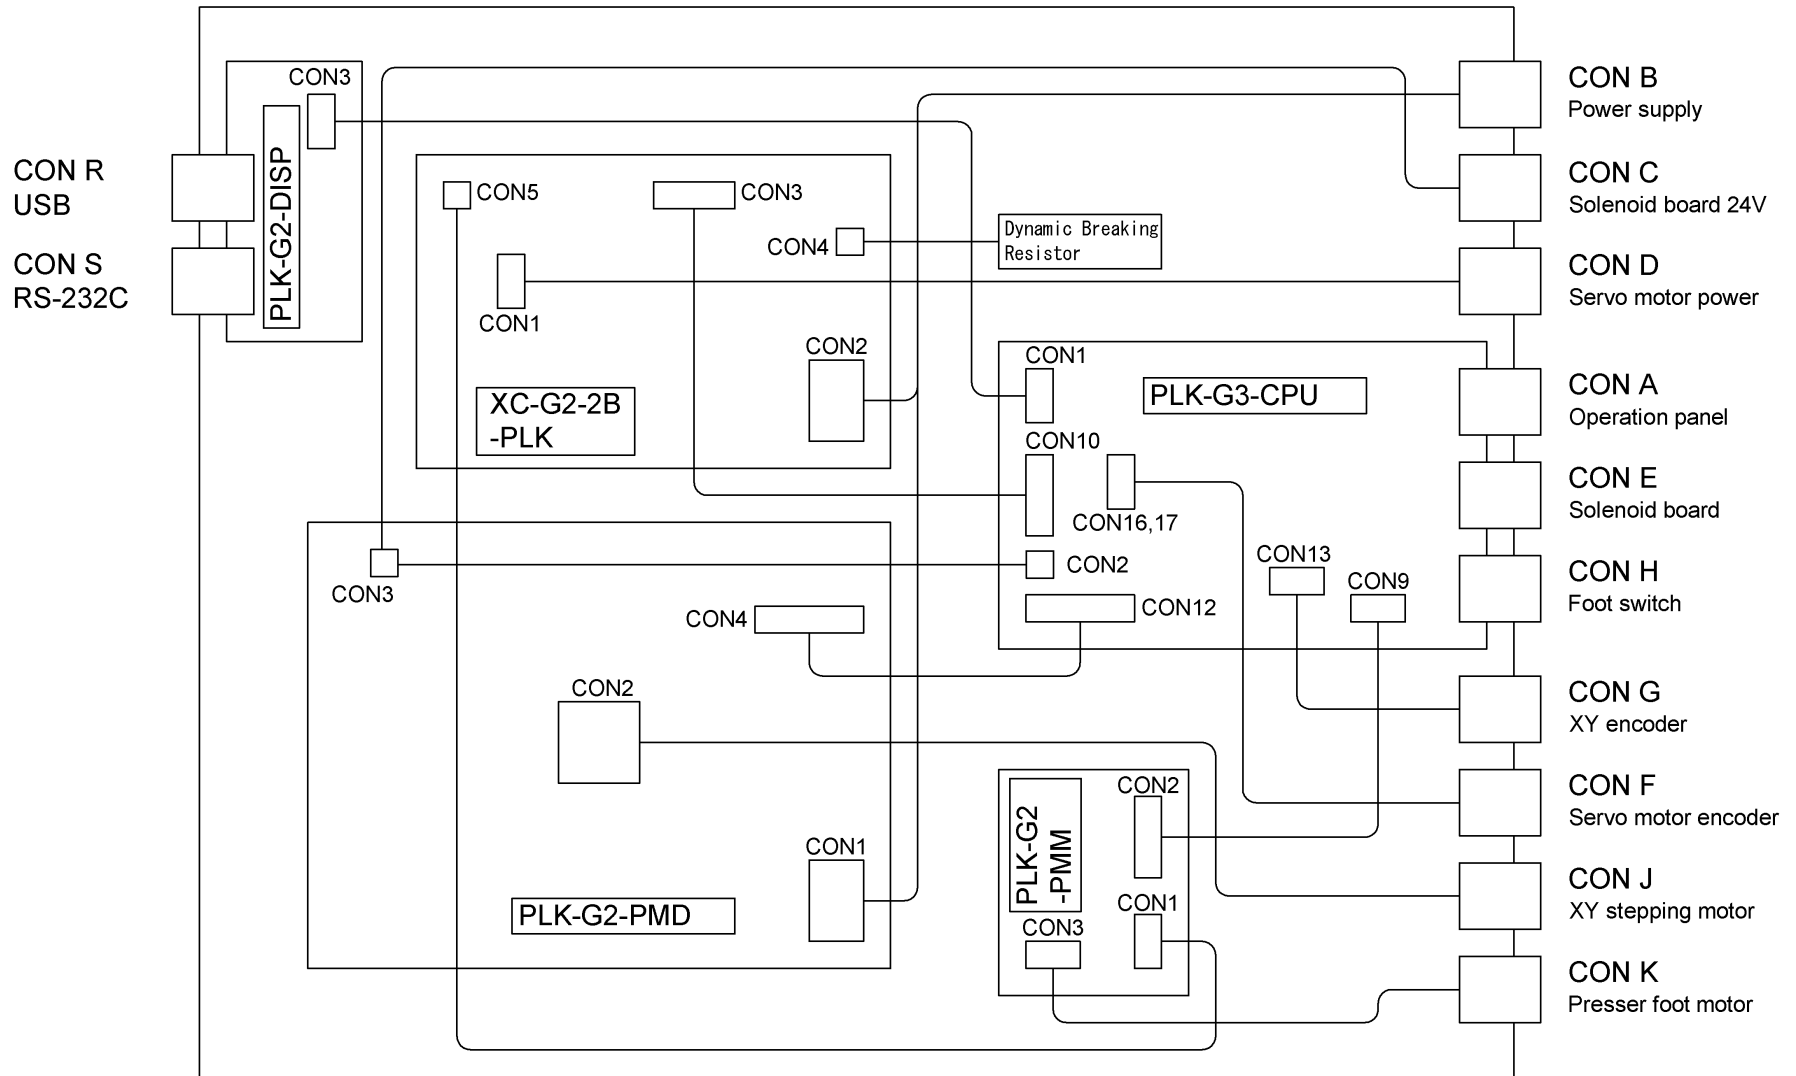 CON R
USB
CON S
RS-232C
CON3
PLK-G2-DISP
CON5
CON3
CON4
Dynamic Breaking
Resistor
CON1
CON2
XC-G2-2B
-PLK
CON1
PLK-G3-CPU
CON10
CON16,17
CON2
CON13
CON9
CON12
CON3
CON4
CON2
CON1
PLK-G2-PMD
PLK-G2
-PMM
CON2
CON1
CON3
CON B
Power supply
CON C
Solenoid board 24V
CON D
Servo motor power
CON A
Operation panel
CON E
Solenoid board
CON H
Foot switch
CON G
XY encoder
CON F
Servo motor encoder
CON J
XY stepping motor
CON K
Presser foot motor